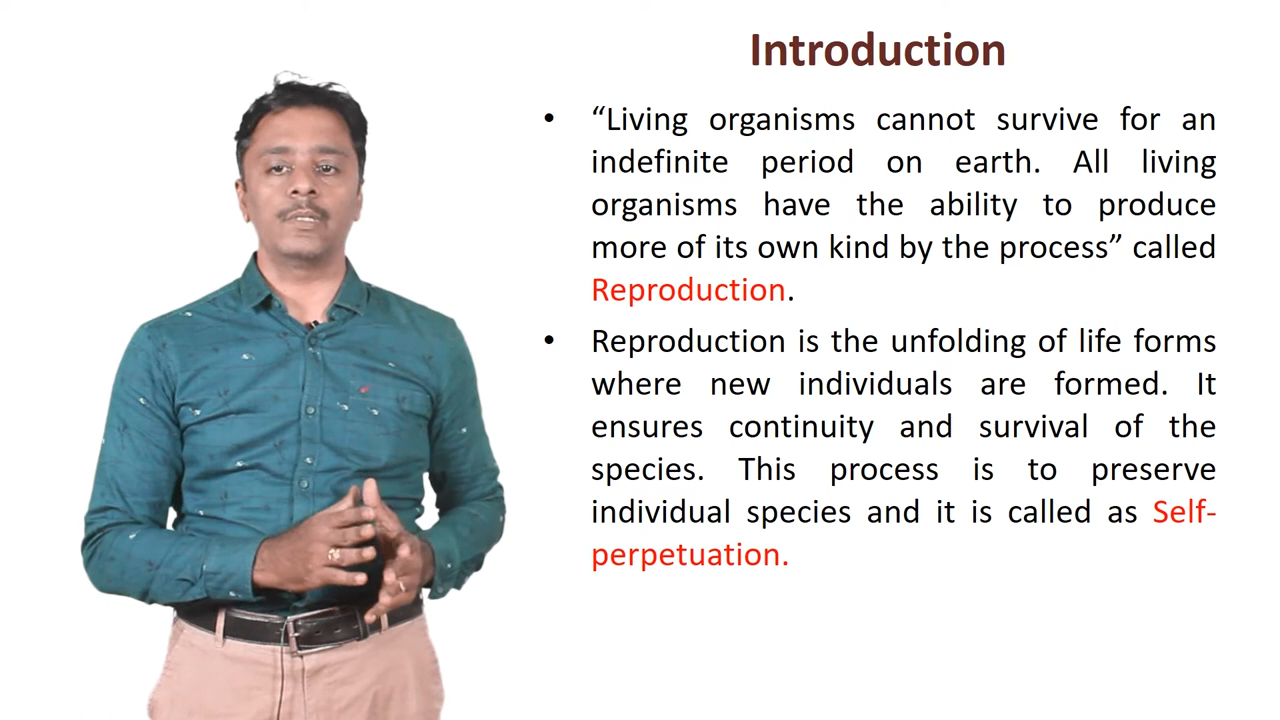 Introduction
• “Living organisms cannot survive for an
indefinite period on earth. All living
organisms have the ability to produce
more of its own kind by the process” called
Reproduction.
• Reproduction is the unfolding of life forms
where new individuals are formed. It
ensures continuity and survival of the
species. This process is to preserve
individual species and it is called as Self-
perpetuation.